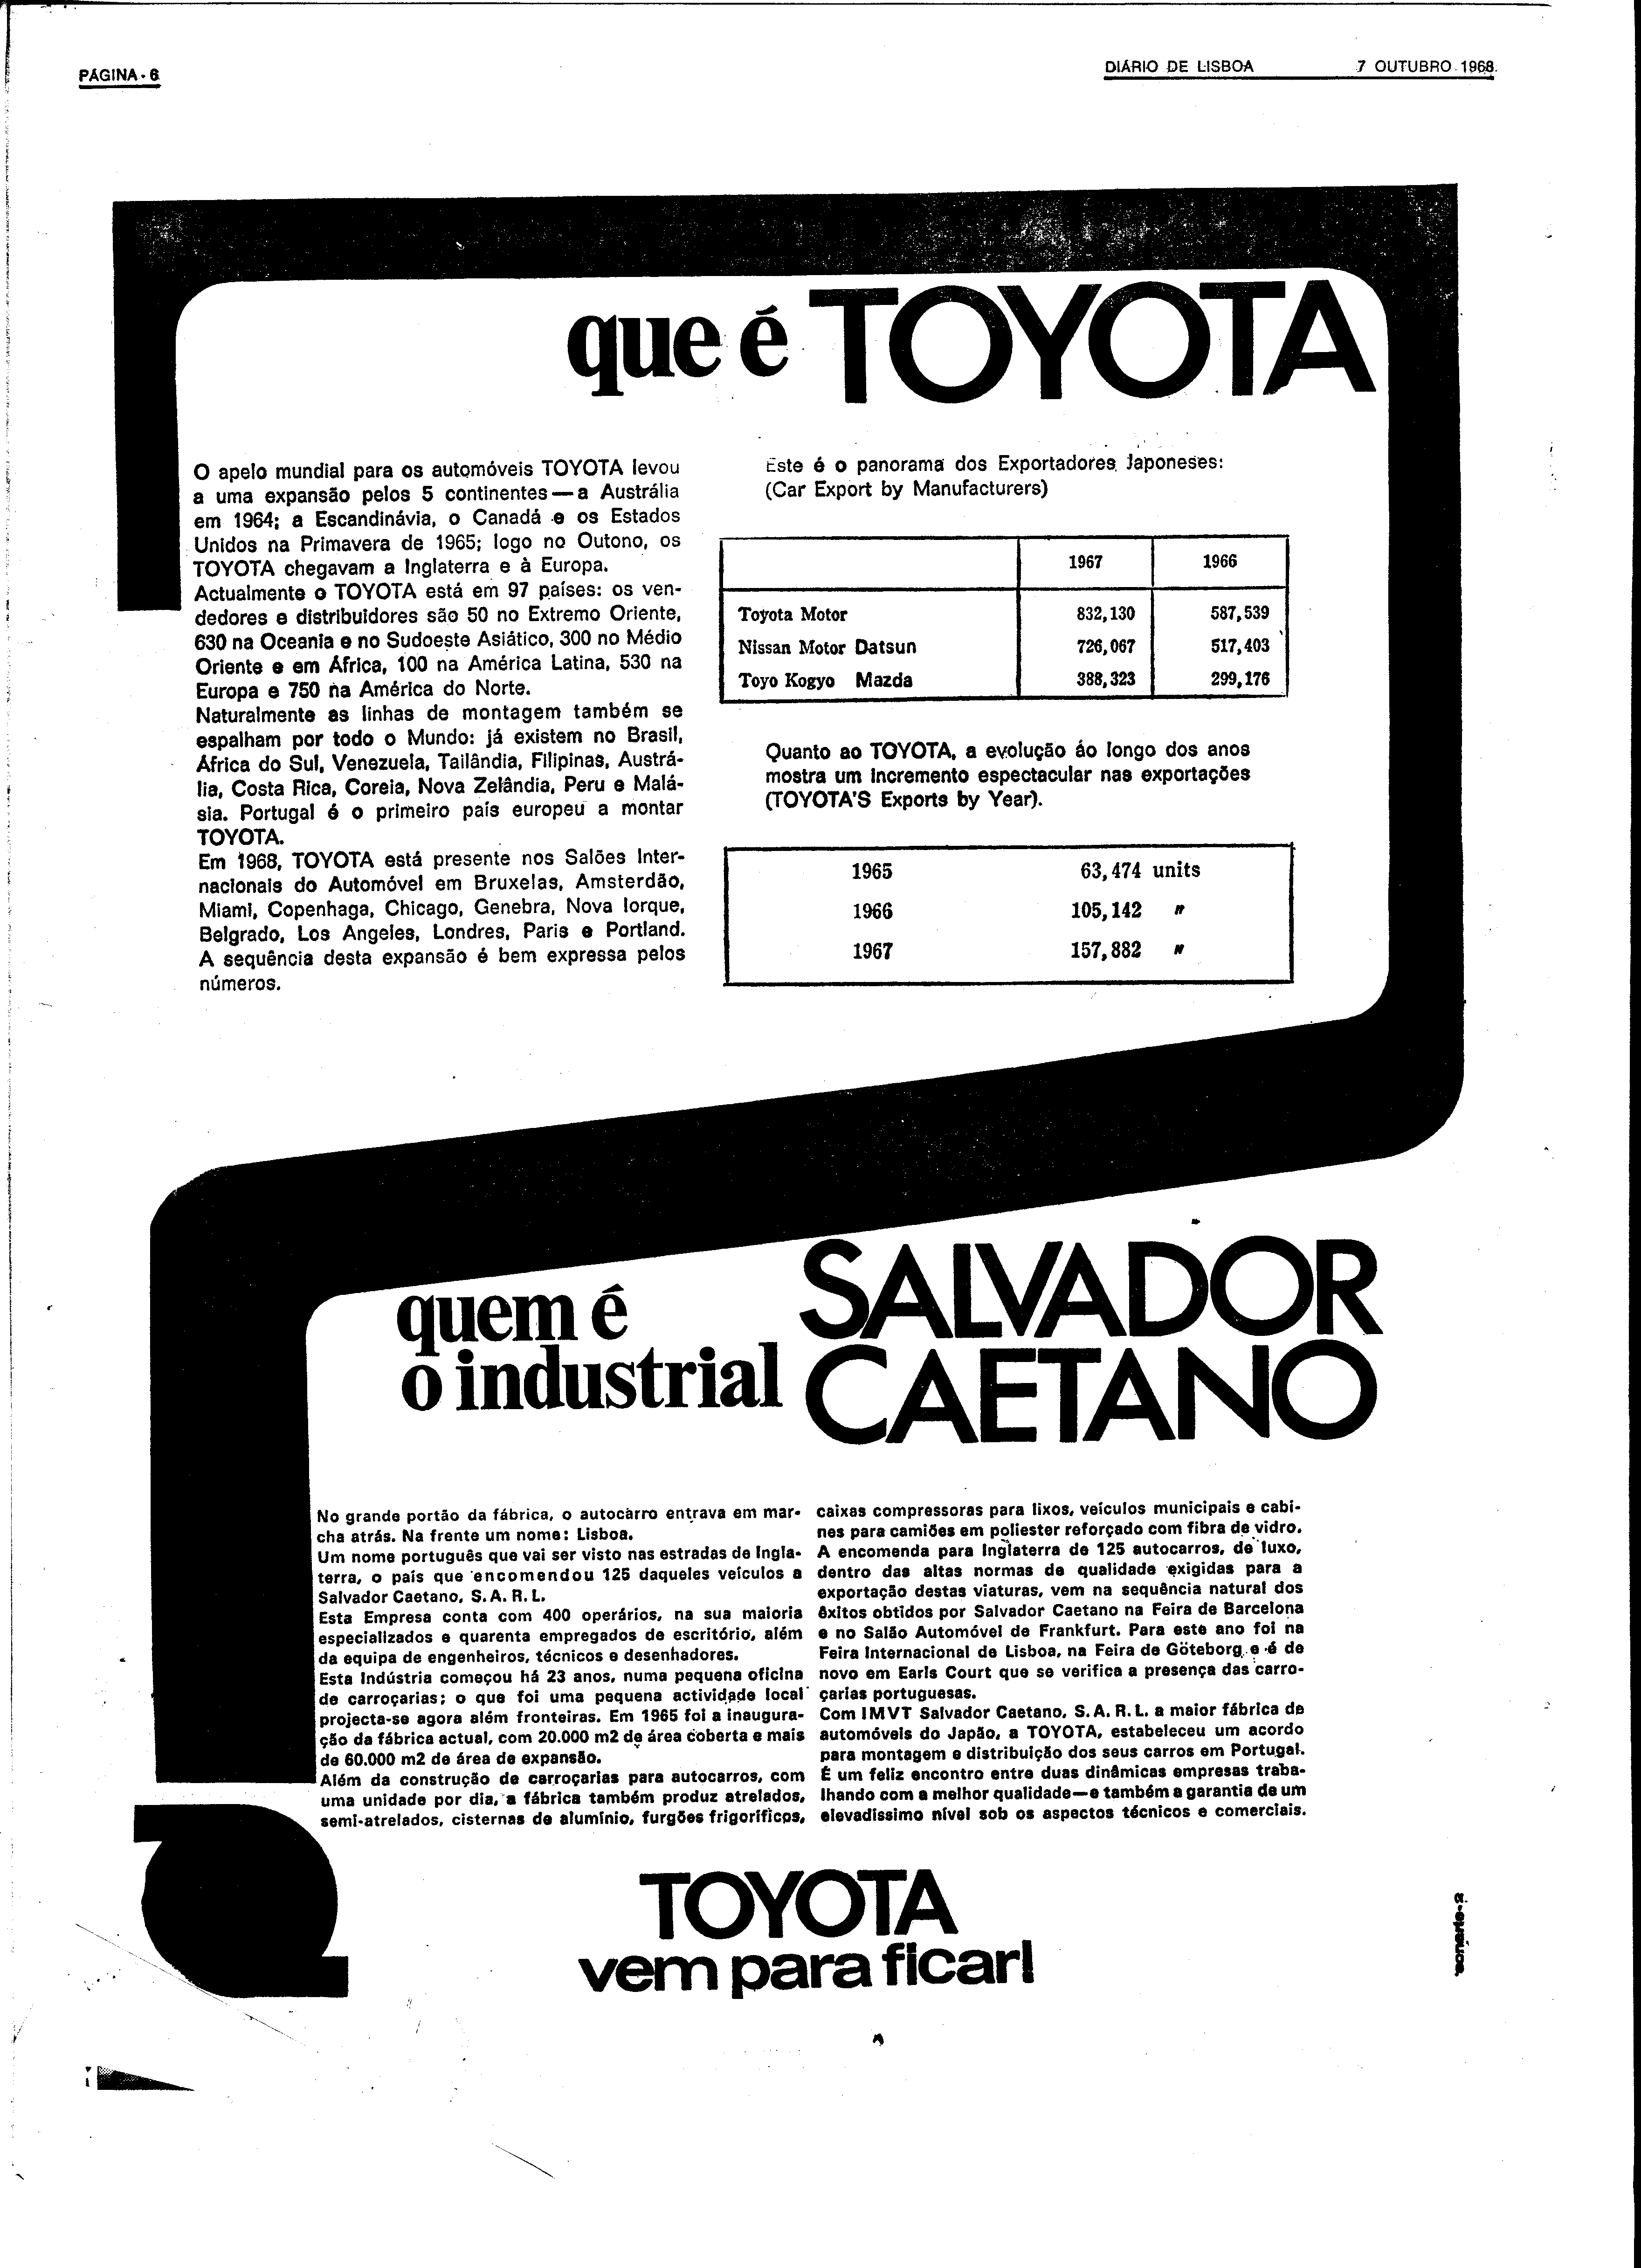 PÁGINA - 6
DIÁRIO DE LISBOA 7 OUTUBRO 1968
que é TOYOTA
O apelo mundial para os automóveis TOYOTA levou
a uma expansão pelos 5 continentes — a Austrália
em 1964; a Escandinávia, o Canadá e os Estados
Unidos na Primavera de 1965; logo no Outono, os
TOYOTA chegavam a Inglaterra e à Europa.
Actualmente o TOYOTA está em 97 países: os ven-
dedores e distribuidores são 50 no Extremo Oriente,
630 na Oceania e no Sudoeste Asiático, 300 no Médio
Oriente e em África, 100 na América Latina, 530 na
Europa e 750 na América do Norte.
Naturalmente as linhas de montagem também se
espalham por todo o Mundo: já existem no Brasil,
África do Sul, Venezuela, Tailândia, Filipinas, Austrá-
lia, Costa Rica, Coreia, Nova Zelândia, Peru e Malá-
sia. Portugal é o primeiro país europeu a montar
TOYOTA.
Em 1968, TOYOTA está presente nos Salões Inter-
nacionais do Automóvel em Bruxelas, Amsterdão,
Miami, Copenhaga, Chicago, Genebra, Nova Iorque,
Belgrado, Los Angeles, Londres, Paris e Portland.
A sequência desta expansão é bem expressa pelos
números.
Este é o panorama dos Exportadores Japoneses:
(Car Export by Manufacturers)
1967 1966
Toyota Motor 832,130 587,539
Nissan Motor Datsun 726,067 517,403
Toyo Kogyo Mazda 388,323 299,176
Quanto ao TOYOTA, a evolução ao longo dos anos
mostra um incremento espectacular nas exportações
(TOYOTA'S Exports by Year).
1965 63,474 units
1966 105,142 "
1967 157,882 "
quem é
o industrial
SALVADOR
CAETANO
No grande portão da fábrica, o autocarro entrava em mar-
cha atrás. Na frente um nome: Lisboa.
Um nome português que vai ser visto nas estradas de Ingla-
terra, o país que encomendou 125 daqueles veículos a
Salvador Caetano, S. A. R. L.
Esta Empresa conta com 400 operários, na sua maioria
especializados e quarenta empregados de escritório, além
da equipa de engenheiros, técnicos e desenhadores.
Esta Indústria começou há 23 anos, numa pequena oficina
de carroçarias; o que foi uma pequena actividade local
projecta-se agora além fronteiras. Em 1965 foi a inaugura-
ção da fábrica actual, com 20.000 m2 de área coberta e mais
de 60.000 m2 de área de expansão.
Além da construção de carroçarias para autocarros, com
uma unidade por dia, a fábrica também produz atrelados,
semi-atrelados, cisternas de alumínio, furgões frigoríficos,
caixas compressoras para lixos, veículos municipais e cabi-
nes para camiões em poliester reforçado com fibra de vidro.
A encomenda para Inglaterra de 125 autocarros, de luxo,
dentro das altas normas de qualidade exigidas para a
exportação destas viaturas, vem na sequência natural dos
êxitos obtidos por Salvador Caetano na Feira de Barcelona
e no Salão Automóvel de Frankfurt. Para este ano foi na
Feira Internacional de Lisboa, na Feira de Göteborg e é de
novo em Earls Court que se verifica a presença das carro-
çarias portuguesas.
Com IMVT Salvador Caetano, S. A. R. L. a maior fábrica de
automóveis do Japão, a TOYOTA, estabeleceu um acordo
para montagem e distribuição dos seus carros em Portugal.
É um feliz encontro entre duas dinâmicas empresas traba-
lhando com a melhor qualidade — e também a garantia de um
elevadíssimo nível sob os aspectos técnicos e comerciais.
TOYOTA
vem para ficar!